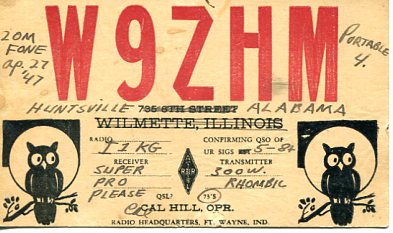 20M
FONE
Ap. 27
'47
W9ZHM
PORTABLE
4.
HUNTSVILLE 735 8TH STREET ALABAMA
WILMETTE, ILLINOIS
RADIO I1KG CONFIRMING QSO OF
UR SIGS 5-8
RECEIVER TRANSMITTER
SUPER 300W.
PRO RHOMBIC
PLEASE QSL? 73'S
CAL HILL, OPR.
RADIO HEADQUARTERS, FT. WAYNE, IND.